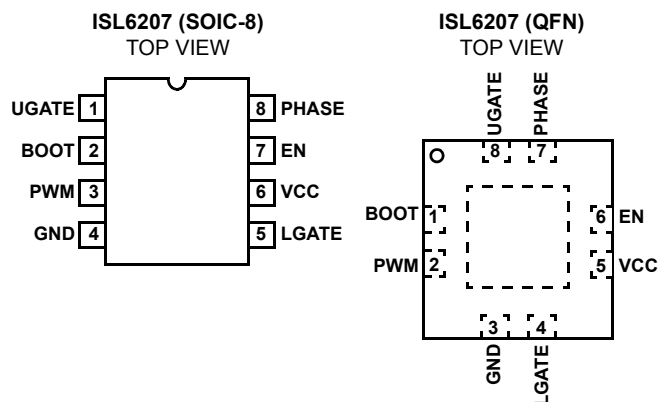 ISL6207 (SOIC-8)
TOP VIEW
UGATE 1
8 PHASE
BOOT 2
7 EN
PWM 3
6 VCC
GND 4
5 LGATE
ISL6207 (QFN)
TOP VIEW
UGATE
PHASE
8
7
BOOT 1
6 EN
PWM 2
5 VCC
3
4
GND
LGATE